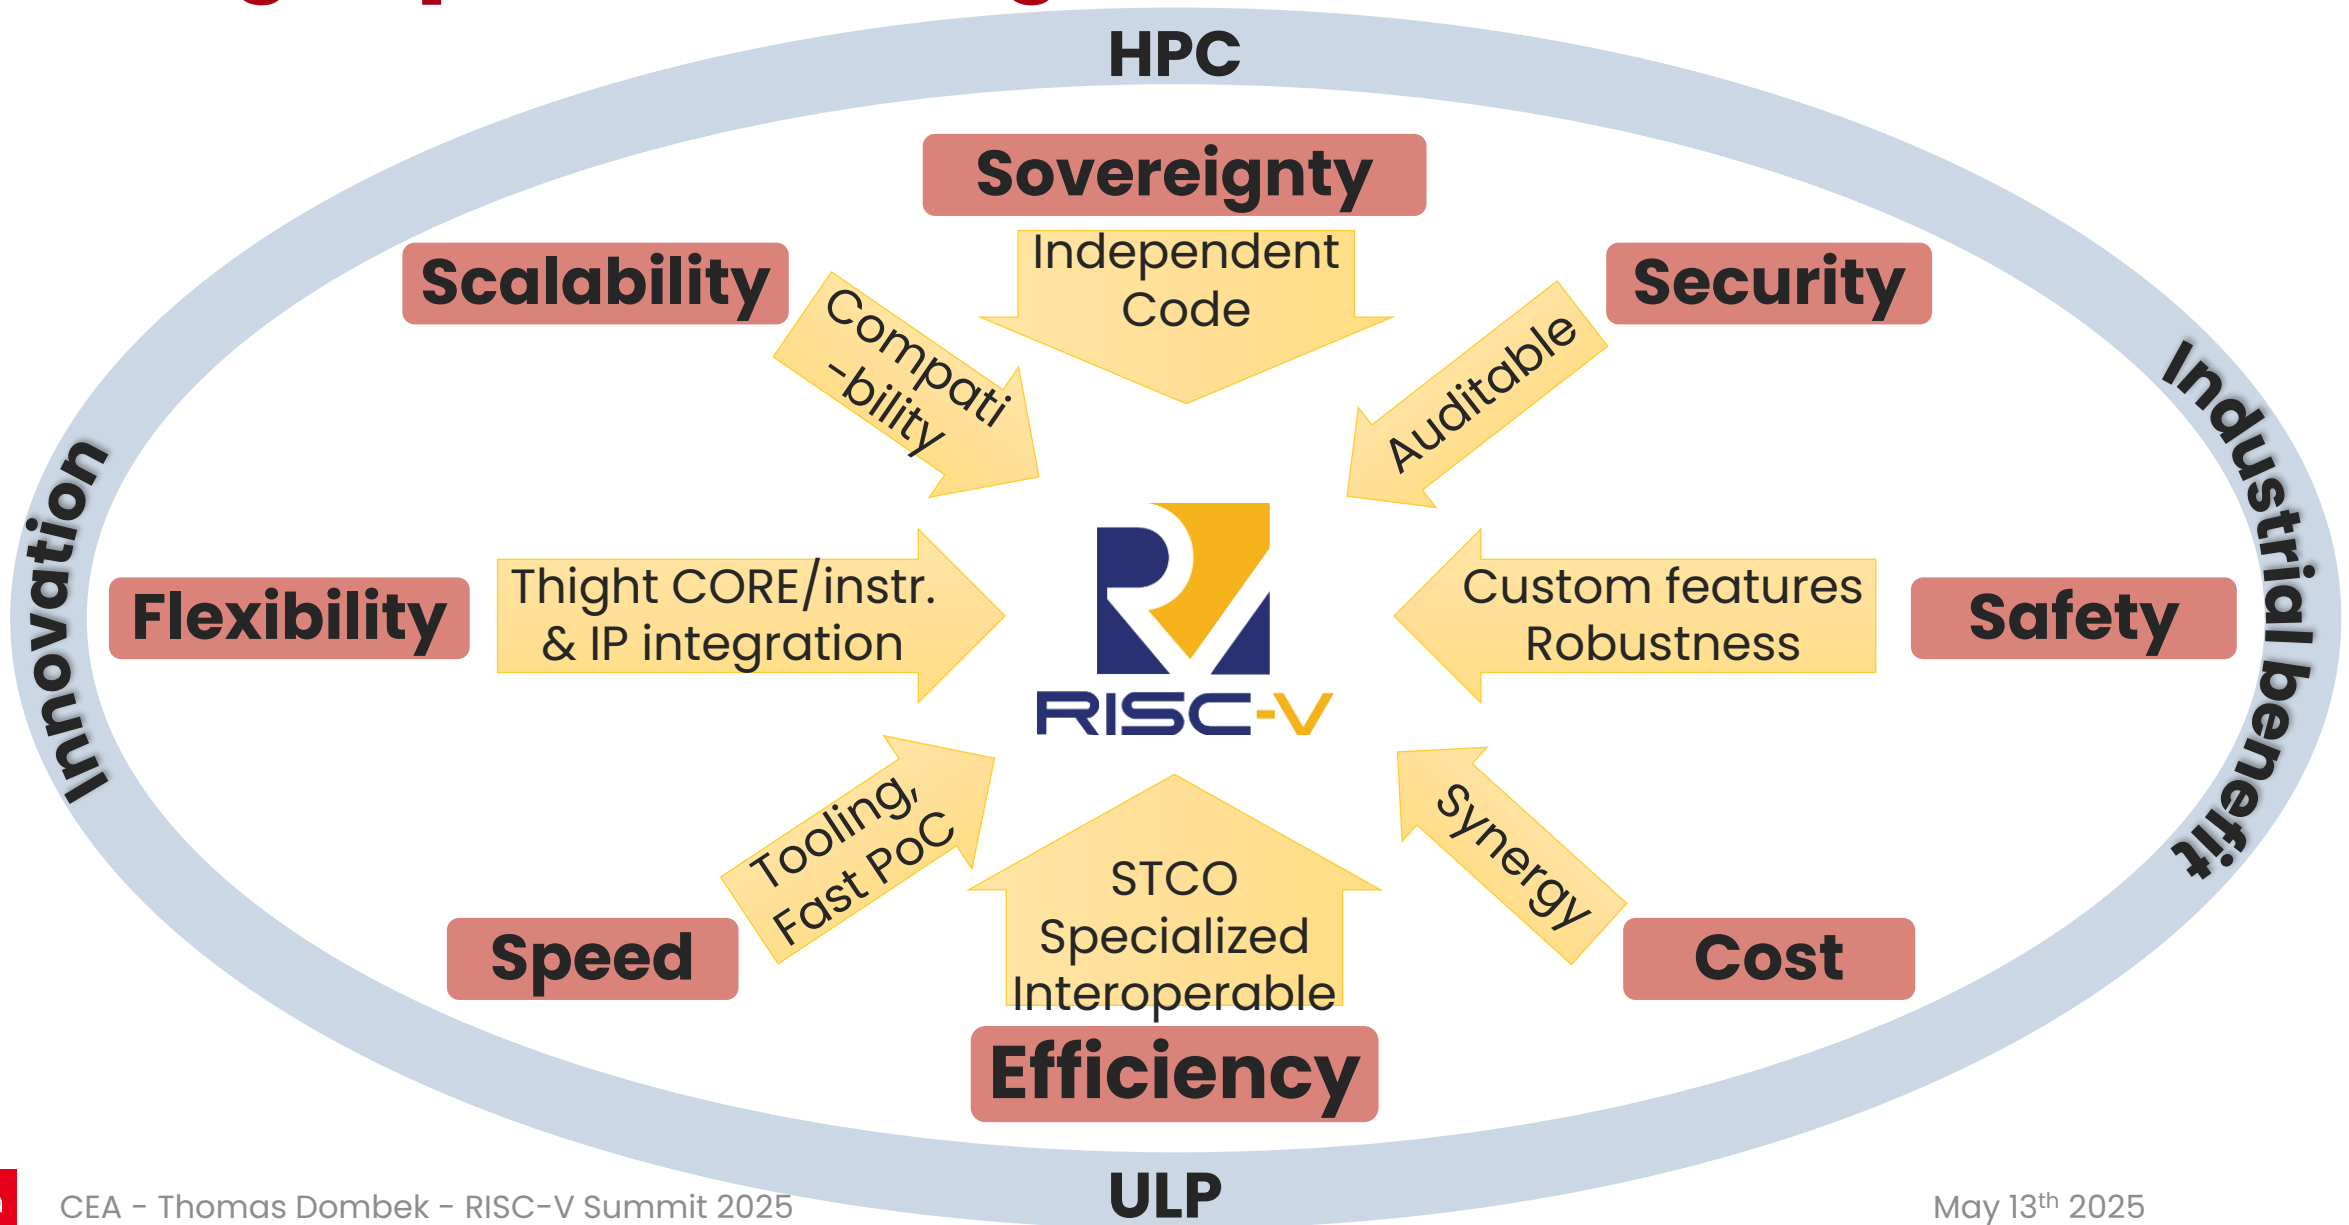 HPC
Sovereignty
Independent
Code
Scalability
Compati
-bility
Security
Auditable
Innovation
Industrial benefit
Flexibility
Thight CORE/instr.
& IP integration
RISC-V
Custom features
Robustness
Safety
Tooling,
Fast PoC
Speed
STCO
Specialized
Interoperable
Efficiency
Synergy
Cost
ULP
CEA - Thomas Dombek - RISC-V Summit 2025
May 13th 2025